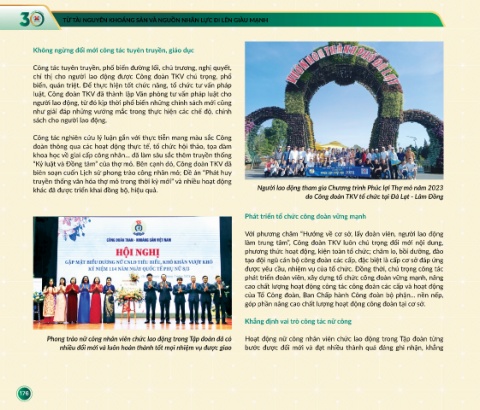 30 TỪ TÀI NGUYÊN KHOÁNG SẢN VÀ NGUỒN NHÂN LỰC ĐI LÊN GIÀU MẠNH
Không ngừng đổi mới công tác tuyên truyền, giáo dục
Công tác tuyên truyền, phổ biến đường lối, chủ trương, nghị quyết,
chỉ thị cho người lao động được Công đoàn TKV chú trọng, phổ
biến, quán triệt. Để thực hiện tốt chức năng, tổ chức tư vấn pháp
luật, Công đoàn TKV đã thành lập Văn phòng tư vấn pháp luật cho
người lao động, từ đó kịp thời phổ biến những chính sách mới cũng
như giải đáp những vướng mắc trong thực hiện các chế độ, chính
sách cho người lao động.
Công tác nghiên cứu lý luận gắn với thực tiễn mang màu sắc Công
đoàn thông qua các hoạt động thực tế, tổ chức hội thảo, tọa đàm
khoa học về giai cấp công nhân... đã làm sâu sắc thêm truyền thống
"Kỷ luật và Đồng tâm" của thợ mỏ. Bên cạnh đó, Công đoàn TKV đã
biên soạn cuốn Lịch sử phong trào công nhân mỏ; Đề án "Phát huy
truyền thống văn hóa thợ mỏ trong thời kỳ mới" và nhiều hoạt động
khác đã được triển khai đồng bộ, hiệu quả.
CÔNG ĐOÀN THAN - KHOÁNG SẢN VIỆT NAM
HỘI NGHỊ
GẶP MẶT BIỂU DƯƠNG NỮ CNLĐ TIÊU BIỂU, KHÓ KHĂN VƯỢT KHÓ
KỶ NIỆM 114 NĂM NGÀY QUỐC TẾ PHỤ NỮ 8/3
Phong trào nữ công nhân viên chức lao động trong Tập đoàn đã có
nhiều đổi mới và luôn hoàn thành tốt mọi nhiệm vụ được giao
Người lao động tham gia Chương trình Phúc lợi Thợ mỏ năm 2023
do Công đoàn TKV tổ chức tại Đà Lạt - Lâm Đồng
Phát triển tổ chức công đoàn vững mạnh
Với phương châm "Hướng về cơ sở, lấy đoàn viên, người lao động
làm trung tâm", Công đoàn TKV luôn chú trọng đổi mới nội dung,
phương thức hoạt động, kiện toàn tổ chức; chăm lo, bồi dưỡng, đào
tạo đội ngũ cán bộ công đoàn các cấp, đặc biệt là cấp cơ sở đáp ứng
được yêu cầu, nhiệm vụ của tổ chức. Đồng thời, chú trọng công tác
phát triển đoàn viên, xây dựng tổ chức công đoàn vững mạnh, nâng
cao chất lượng hoạt động công tác công đoàn các cấp và hoạt động
của Tổ Công đoàn, Ban Chấp hành Công đoàn bộ phận... nền nếp,
góp phần nâng cao chất lượng hoạt động công đoàn tại cơ sở.
Khẳng định vai trò công tác nữ công
Hoạt động nữ công nhân viên chức lao động trong Tập đoàn từng
bước được đổi mới và đạt nhiều thành quả đáng ghi nhận, khẳng
176